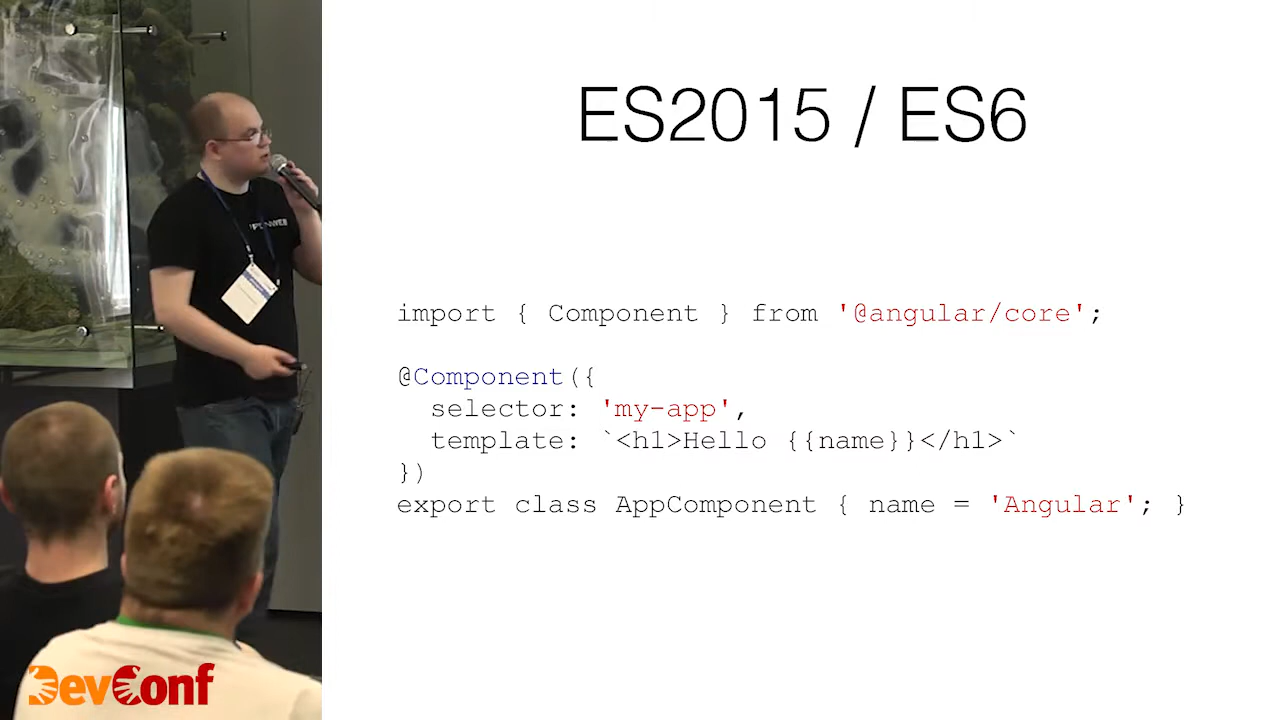 ES2015 / ES6
import { Component } from '@angular/core';
@Component({
selector: 'my-app',
template: `<h1>Hello {{name}}</h1>`
})
export class AppComponent { name = 'Angular'; }
DevConf